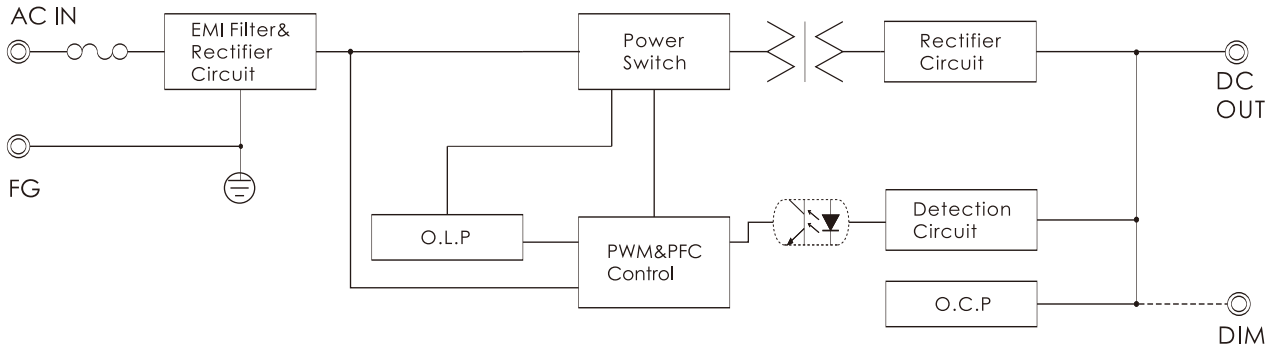 AC IN
EMI Filter&
Rectifier
Circuit
Power
Switch
Rectifier
Circuit
DC
OUT
FG
O.L.P
PWM&PFC
Control
Detection
Circuit
O.C.P
DIM